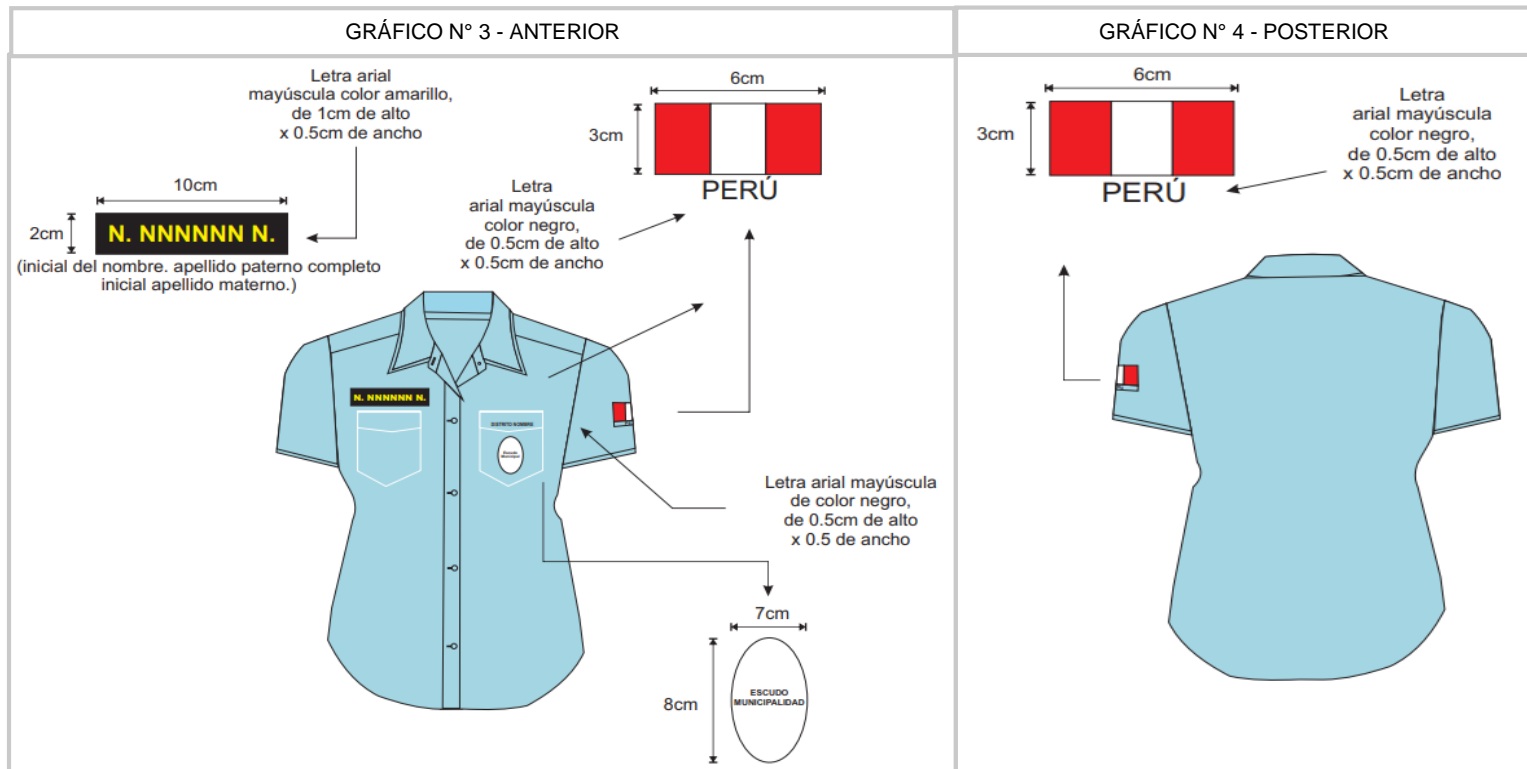 GRÁFICO N° 3 - ANTERIOR
Letra arial
mayúscula color amarillo,
de 1cm de alto
x 0.5cm de ancho
10cm
2cm
N. NNNNNN N.
(inicial del nombre. apellido paterno completo
inicial apellido materno.)
6cm
3cm
PERÚ
Letra
arial mayúscula
color negro,
de 0.5cm de alto
x 0.5cm de ancho
N. NNNNNN N.
DISTRITO NOMBRE
Escudo
Municipal
Letra arial mayúscula
de color negro,
de 0.5cm de alto
x 0.5 de ancho
7cm
8cm
ESCUDO
MUNICIPALIDAD
GRÁFICO N° 4 - POSTERIOR
6cm
3cm
PERÚ
Letra
arial mayúscula
color negro,
de 0.5cm de alto
x 0.5cm de ancho